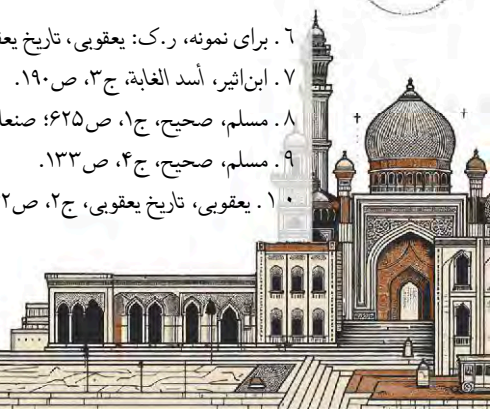 ۶. برای نمونه، ر.ک: یعقوبی، تاریخ
۷. ابن‌اثیر، أسد الغابة، ج۳، ص۱۹۰.
۸. مسلم، صحیح، ج۱، ص۶۲۵؛
۹. مسلم، صحیح، ج۴، ص۱۳۳.
۱۰. یعقوبی، تاریخ یعقوبی، ج۲،